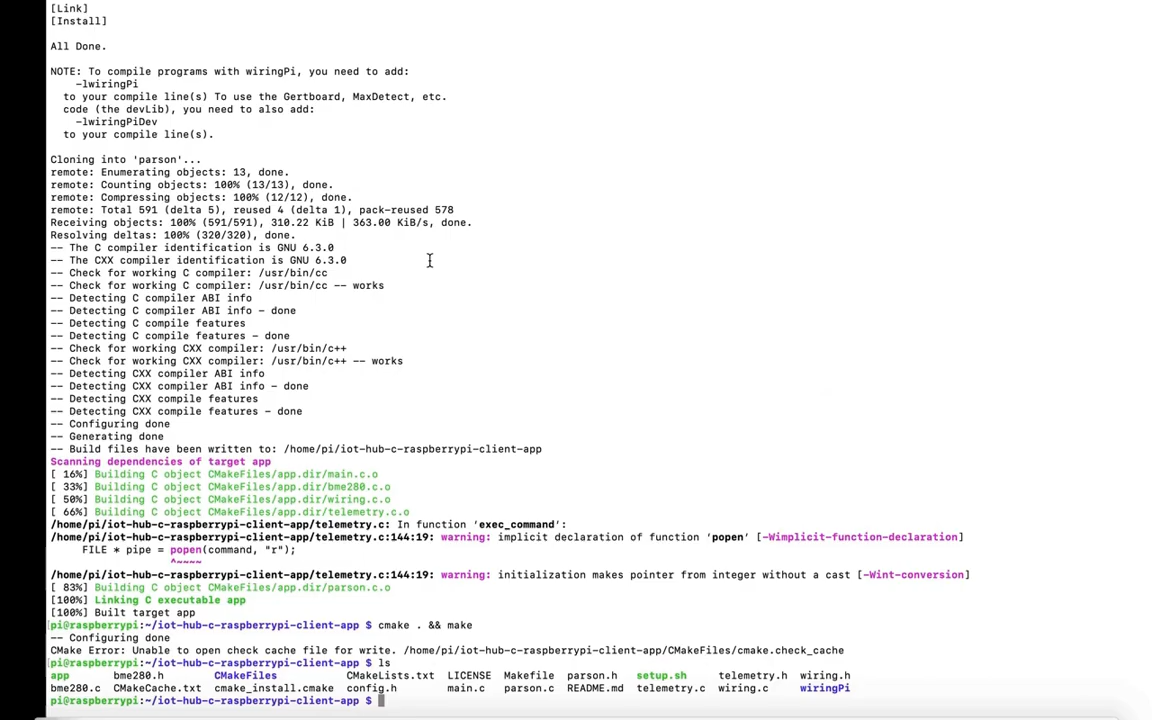 [Link]
[Install]
All Done.
NOTE: To compile programs with wiringPi, you need to add:
    -lwiringPi
  to your compile line(s) To use the Gertboard, MaxDetect, etc.
  code (the devLib), you need to also add:
    -lwiringPiDev
  to your compile line(s).
Cloning into 'parson'...
remote: Enumerating objects: 13, done.
remote: Counting objects: 100% (13/13), done.
remote: Compressing objects: 100% (12/12), done.
remote: Total 591 (delta 5), reused 4 (delta 1), pack-reused 578
Receiving objects: 100% (591/591), 310.22 KiB | 363.00 KiB/s, done.
Resolving deltas: 100% (320/320), done.
-- The C compiler identification is GNU 6.3.0
-- The CXX compiler identification is GNU 6.3.0
-- Check for working C compiler: /usr/bin/cc
-- Check for working C compiler: /usr/bin/cc -- works
-- Detecting C compiler ABI info
-- Detecting C compiler ABI info - done
-- Detecting C compile features
-- Detecting C compile features - done
-- Check for working CXX compiler: /usr/bin/c++
-- Check for working CXX compiler: /usr/bin/c++ -- works
-- Detecting CXX compiler ABI info
-- Detecting CXX compiler ABI info - done
-- Detecting CXX compile features
-- Detecting CXX compile features - done
-- Configuring done
-- Generating done
-- Build files have been written to: /home/pi/iot-hub-c-raspberrypi-client-app
Scanning dependencies of target app
[ 16%] Building C object CMakeFiles/app.dir/main.c.o
[ 33%] Building C object CMakeFiles/app.dir/bme280.c.o
[ 50%] Building C object CMakeFiles/app.dir/wiring.c.o
[ 66%] Building C object CMakeFiles/app.dir/telemetry.c.o
/home/pi/iot-hub-c-raspberrypi-client-app/telemetry.c: In function ‘exec_command’:
/home/pi/iot-hub-c-raspberrypi-client-app/telemetry.c:144:19: warning: implicit declaration of function ‘popen’ [-Wimplicit-function-declaration]
     FILE * pipe = popen(command, "r");
                   ^~~~~
/home/pi/iot-hub-c-raspberrypi-client-app/telemetry.c:144:19: warning: initialization makes pointer from integer without a cast [-Wint-conversion]
[ 83%] Building C object CMakeFiles/app.dir/parson.c.o
[100%] Linking C executable app
[100%] Built target app
pi@raspberrypi:~/iot-hub-c-raspberrypi-client-app $ cmake . && make
-- Configuring done
CMake Error: Unable to open check cache file for write. /home/pi/iot-hub-c-raspberrypi-client-app/CMakeFiles/cmake.check_cache
pi@raspberrypi:~/iot-hub-c-raspberrypi-client-app $ ls
app       bme280.h        CMakeFiles           CMakeLists.txt  LICENSE  Makefile  parson.h   setup.sh     telemetry.h  wiring.h
bme280.c  CMakeCache.txt  cmake_install.cmake  config.h        main.c   parson.c  README.md  telemetry.c  wiring.c     wiringPi
pi@raspberrypi:~/iot-hub-c-raspberrypi-client-app $